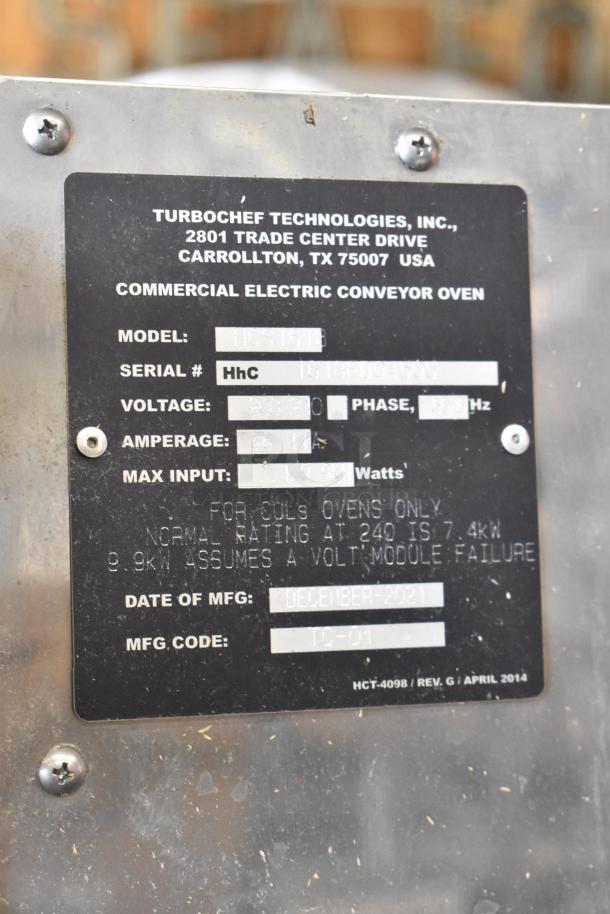 TURBOCHEF TECHNOLOGIES, INC.,
2801 TRADE CENTER DRIVE
CARROLLTON, TX 75007 USA
COMMERCIAL ELECTRIC CONVEYOR OVEN
MODEL:
SERIAL # HhC
VOLTAGE: PHASE, Hz
AMPERAGE:
MAX INPUT: Watts
FOR CULs OVENS ONLY
NORMAL RATING AT 240 IS 7.4kW
9.9kW ASSUMES A VOLT MODULE FAILURE
DATE OF MFG: DECEMBER-2021
MFG CODE: TC-01
HCT-4098 / REV. G / APRIL 2014